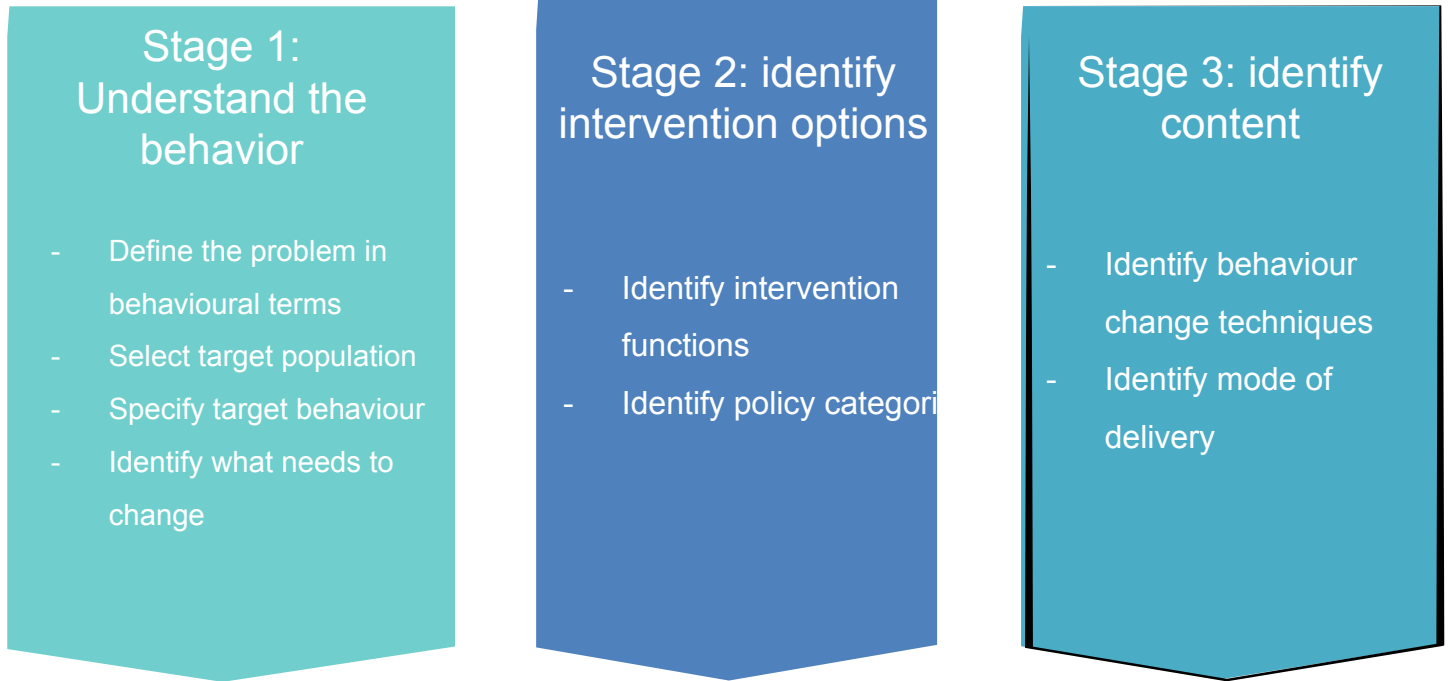 Stage 1:
Understand the
behavior
- Define the problem in
behavioural terms
- Select target population
- Specify target behaviour
- Identify what needs to
change
Stage 2: identify
intervention options
- Identify intervention
functions
- Identify policy categori
Stage 3: identify
content
- Identify behaviour
change techniques
- Identify mode of
delivery